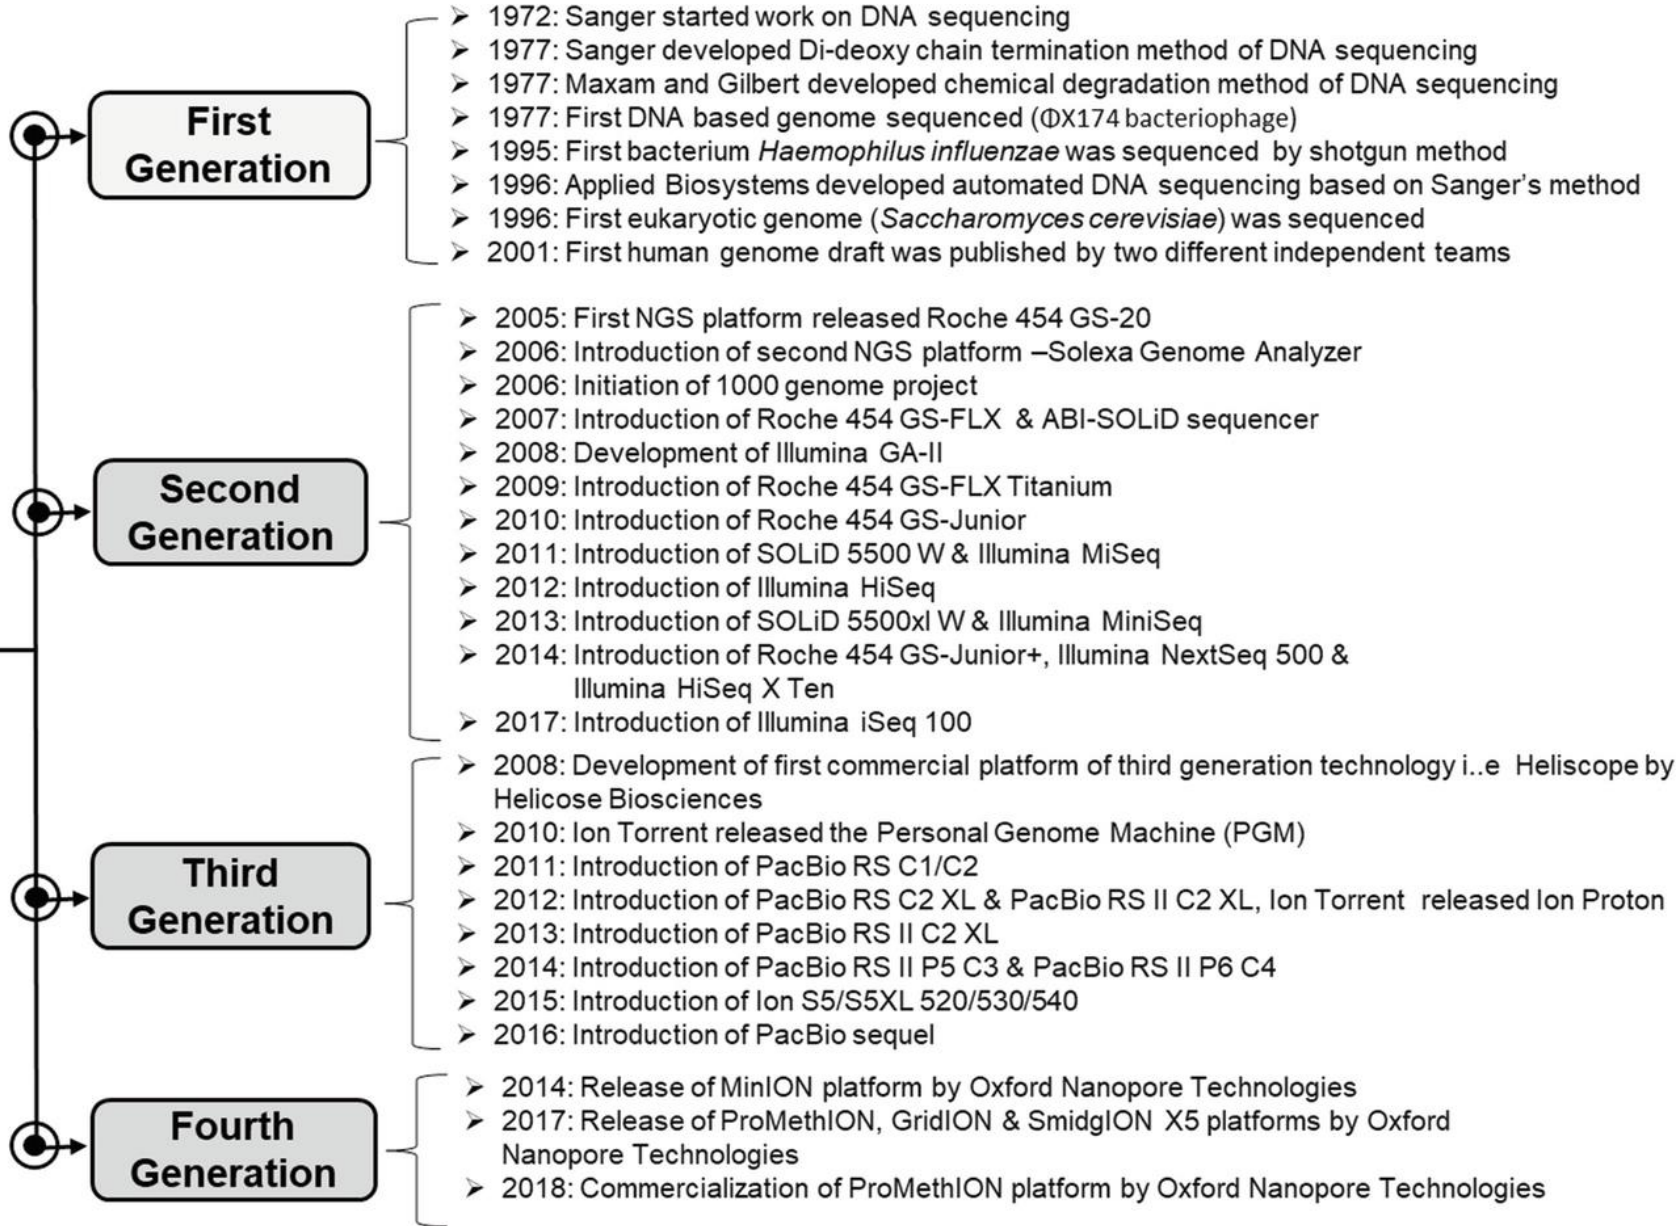 First
Generation
➢ 1972: Sanger started work on DNA sequencing
➢ 1977: Sanger developed Di-deoxy chain termination method of DNA sequencing
➢ 1977: Maxam and Gilbert developed chemical degradation method of DNA sequencing
➢ 1977: First DNA based genome sequenced (ΦX174 bacteriophage)
➢ 1995: First bacterium Haemophilus influenzae was sequenced by shotgun method
➢ 1996: Applied Biosystems developed automated DNA sequencing based on Sanger’s method
➢ 1996: First eukaryotic genome (Saccharomyces cerevisiae) was sequenced
➢ 2001: First human genome draft was published by two different independent teams
Second
Generation
➢ 2005: First NGS platform released Roche 454 GS-20
➢ 2006: Introduction of second NGS platform –Solexa Genome Analyzer
➢ 2006: Initiation of 1000 genome project
➢ 2007: Introduction of Roche 454 GS-FLX & ABI-SOLiD sequencer
➢ 2008: Development of Illumina GA-II
➢ 2009: Introduction of Roche 454 GS-FLX Titanium
➢ 2010: Introduction of Roche 454 GS-Junior
➢ 2011: Introduction of SOLiD 5500 W & Illumina MiSeq
➢ 2012: Introduction of Illumina HiSeq
➢ 2013: Introduction of SOLiD 5500xl W & Illumina MiniSeq
➢ 2014: Introduction of Roche 454 GS-Junior+, Illumina NextSeq 500 &
Illumina HiSeq X Ten
➢ 2017: Introduction of Illumina iSeq 100
Third
Generation
➢ 2008: Development of first commercial platform of third generation technology i..e Heliscope by
Helicose Biosciences
➢ 2010: Ion Torrent released the Personal Genome Machine (PGM)
➢ 2011: Introduction of PacBio RS C1/C2
➢ 2012: Introduction of PacBio RS C2 XL & PacBio RS II C2 XL, Ion Torrent released Ion Proton
➢ 2013: Introduction of PacBio RS II C2 XL
➢ 2014: Introduction of PacBio RS II P5 C3 & PacBio RS II P6 C4
➢ 2015: Introduction of Ion S5/S5XL 520/530/540
➢ 2016: Introduction of PacBio sequel
Fourth
Generation
➢ 2014: Release of MinION platform by Oxford Nanopore Technologies
➢ 2017: Release of ProMethION, GridION & SmidgION X5 platforms by Oxford
Nanopore Technologies
➢ 2018: Commercialization of ProMethION platform by Oxford Nanopore Technologies